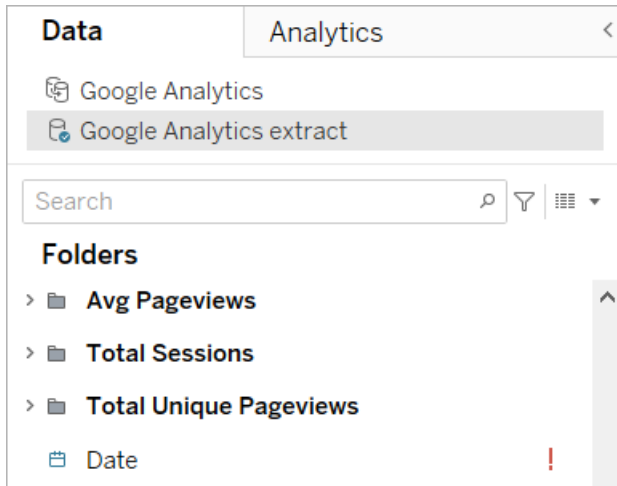 Data
Analytics
Google Analytics
Google Analytics extract
Search
Folders
Avg Pageviews
Total Sessions
Total Unique Pageviews
Date !